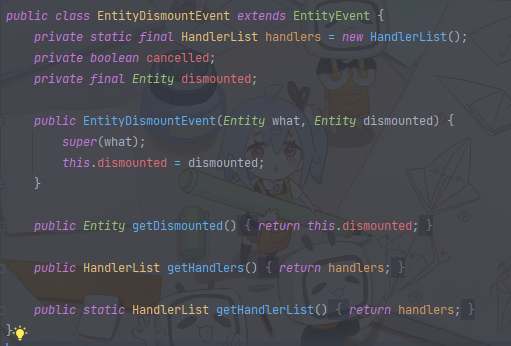 public class EntityDismountEvent extends EntityEvent {
private static final HandlerList handlers = new HandlerList();
private boolean cancelled;
private final Entity dismounted;
public EntityDismountEvent(Entity what, Entity dismounted) {
super(what);
this.dismounted = dismounted;
}
public Entity getDismounted() { return this.dismounted; }
public HandlerList getHandlers() { return handlers; }
public static HandlerList getHandlerList() { return handlers; }
}